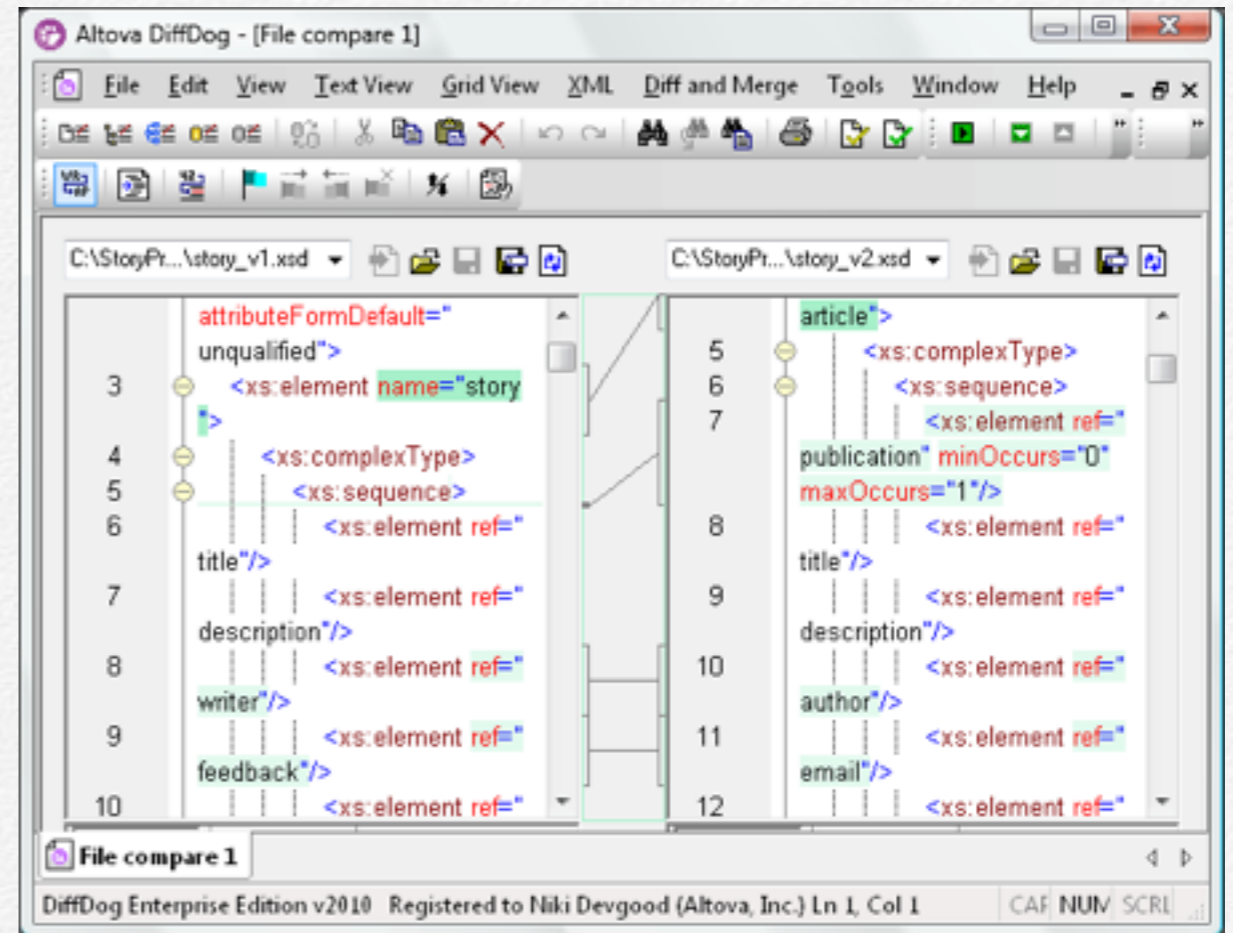 Altova DiffDog - [File compare 1]
File Edit View Text View Grid View XML Diff and Merge Tools Window Help
C:\StoryPr...\story_v1.xsd
attributeFormDefault="
unqualified">
3 <xs:element name="story
">
4 <xs:complexType>
5 <xs:sequence>
6 <xs:element ref="
title"/>
7 <xs:element ref="
description"/>
8 <xs:element ref="
writer"/>
9 <xs:element ref="
feedback"/>
10 <xs:element ref="
C:\StoryPr...\story_v2.xsd
article">
5 <xs:complexType>
6 <xs:sequence>
7 <xs:element ref="
publication" minOccurs="0"
maxOccurs="1"/>
8 <xs:element ref="
title"/>
9 <xs:element ref="
description"/>
10 <xs:element ref="
author"/>
11 <xs:element ref="
email"/>
12 <xs:element ref="
File compare 1
DiffDog Enterprise Edition v2010 Registered to Niki Devgood (Altova, Inc.) Ln 1, Col 1 CAP NUM SCRL